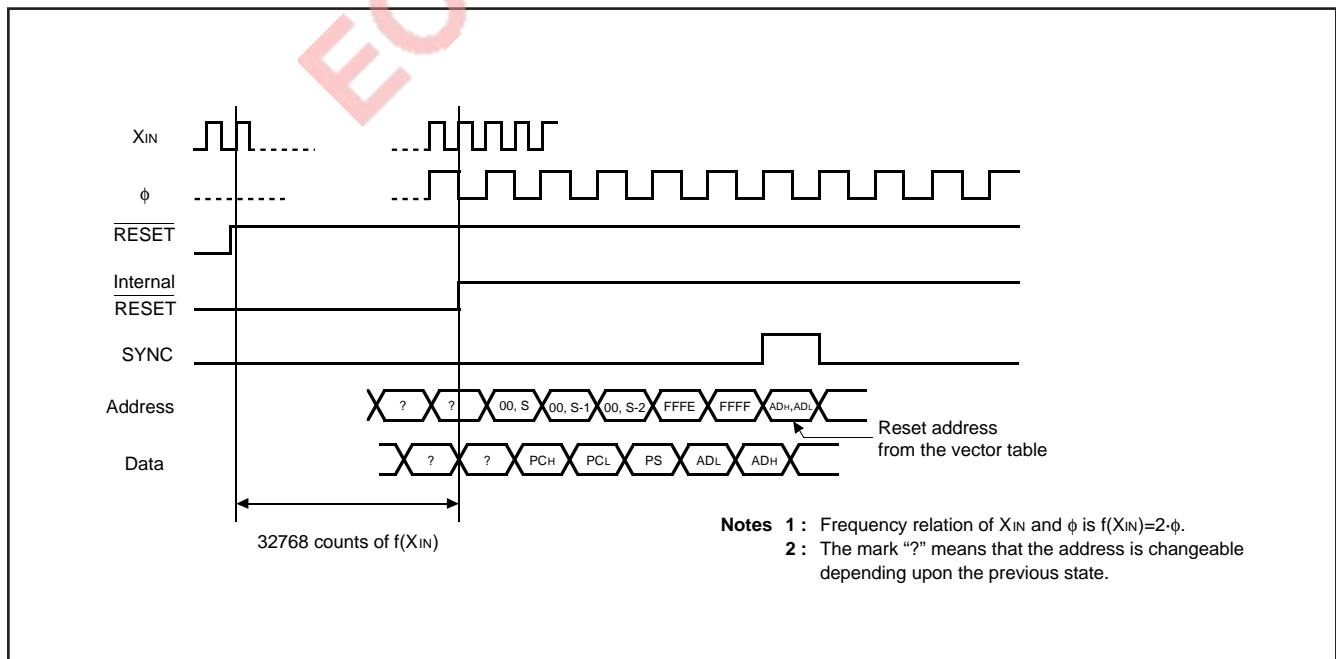 EO
XIN
ϕ
RESET
Internal
RESET
SYNC
Address
? ? 00, S 00, S-1 00, S-2 FFFE FFFF ADH,ADL
Reset address
from the vector table
Data
? ? PCH PCL PS ADL ADH
32768 counts of f(XIN)
Notes 1 : Frequency relation of XIN and ϕ is f(XIN)=2·ϕ.
2 : The mark “?” means that the address is changeable
depending upon the previous state.